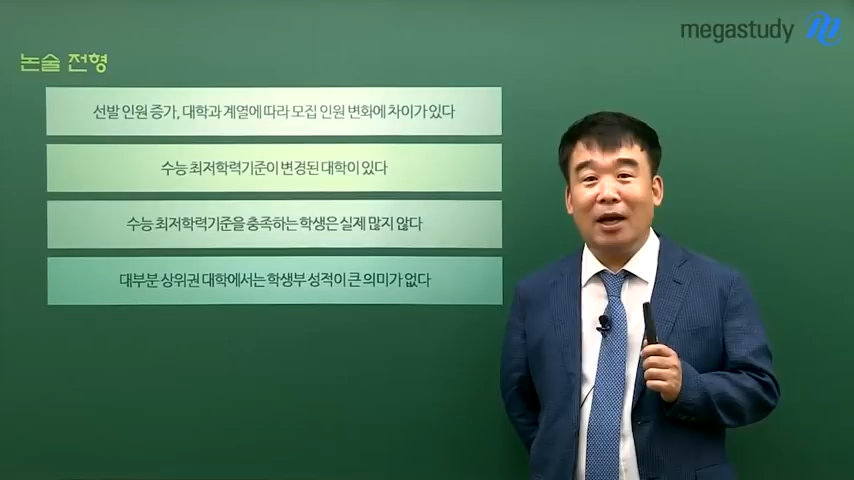 megastudy
논술 전형
선발 인원 증가, 대학과 계열에 따라 모집 인원 변화에 차이가 있다
수능 최저학력기준이 변경된 대학이 있다
수능 최저학력기준을 충족하는 학생은 실제 많지 않다
대부분 상위권 대학에서는 학생부 성적이 큰 의미가 없다